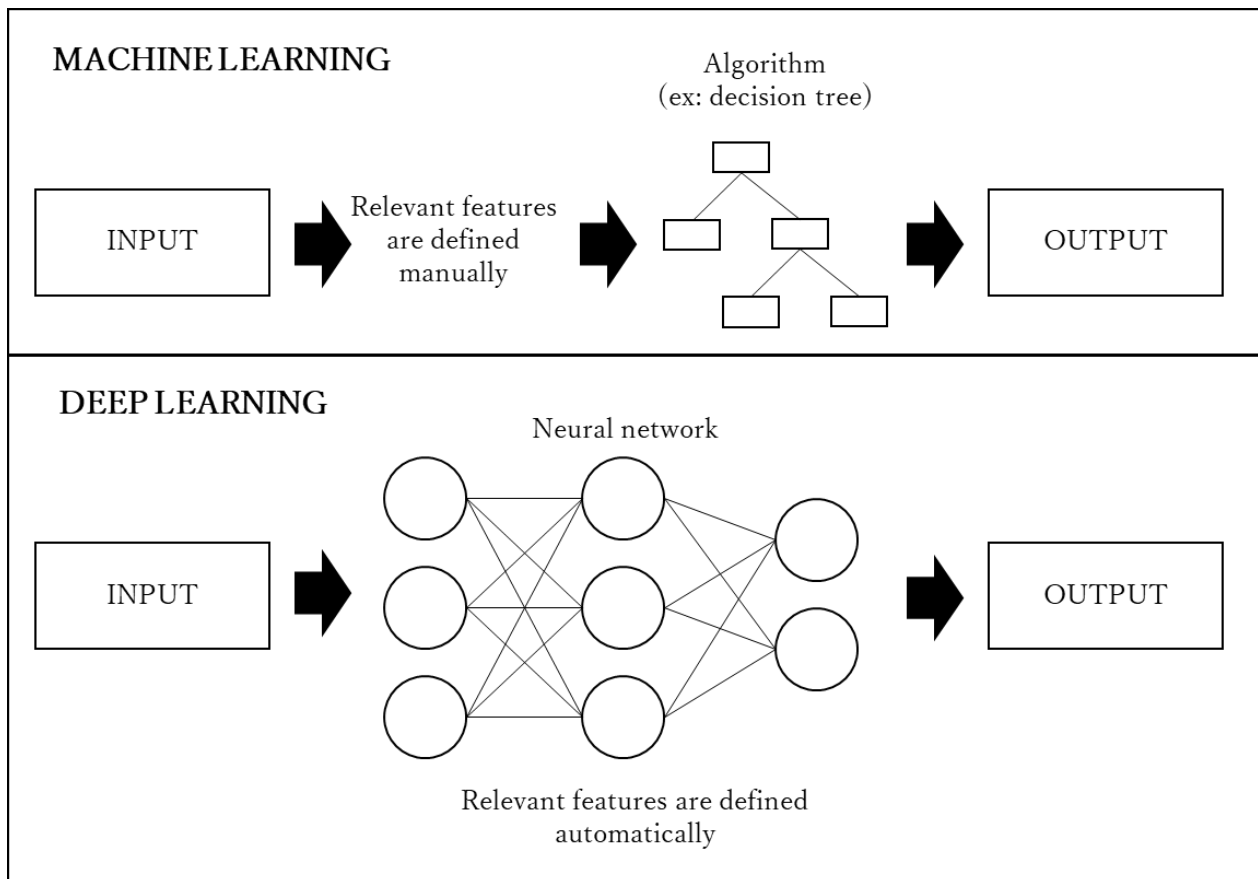 MACHINE LEARNING
Algorithm
(ex: decision tree)
INPUT
Relevant features
are defined
manually
OUTPUT
DEEP LEARNING
Neural network
INPUT
OUTPUT
Relevant features are defined
automatically